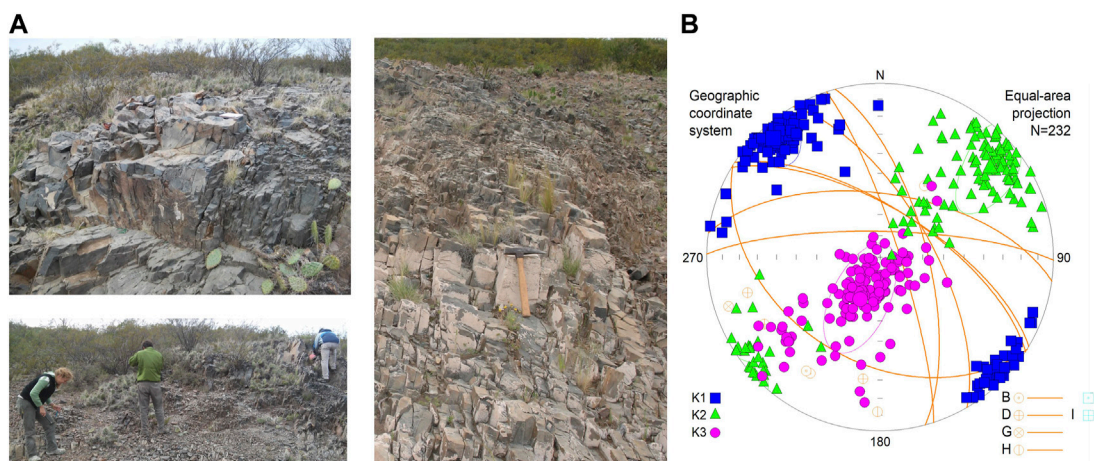 A
B
N
Geographic
coordinate
system
Equal-area
projection
N=232
270
90
K1
K2
K3
180
B
D
I
G
H